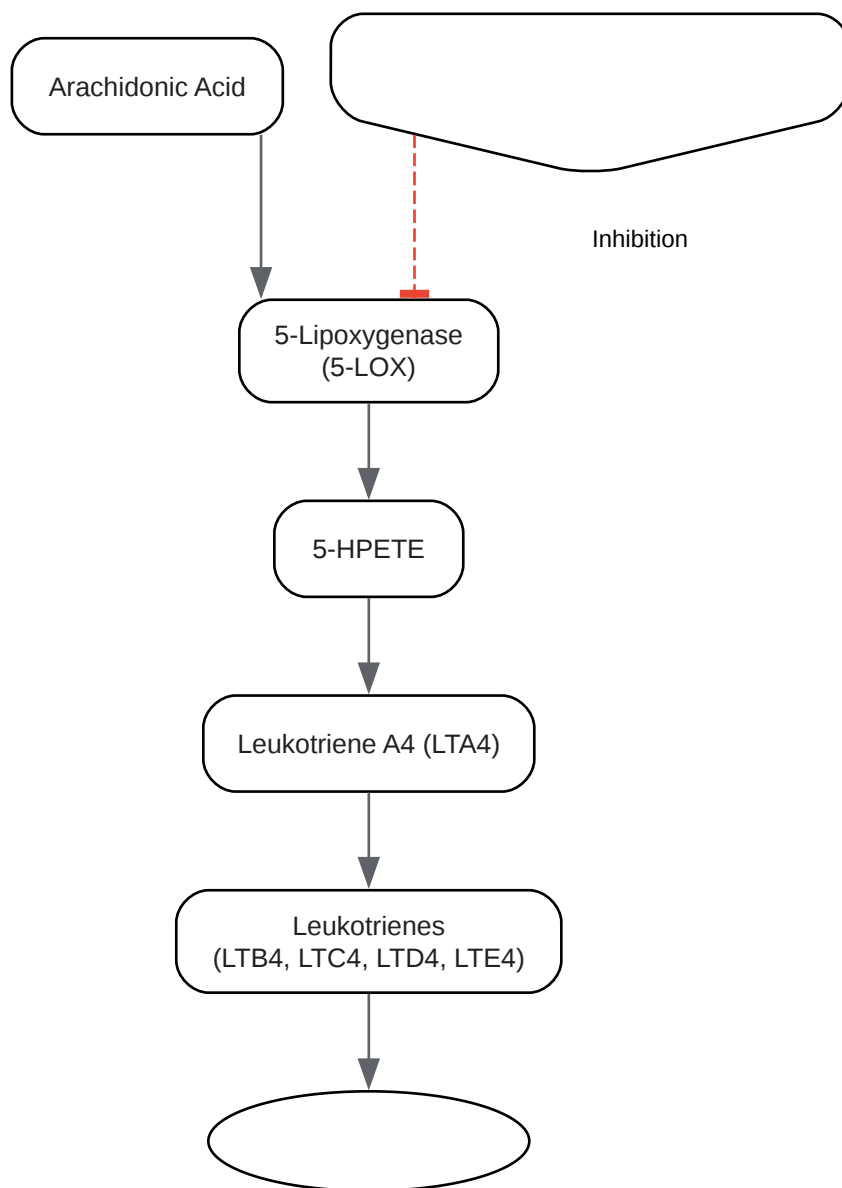 Arachidonic Acid
Inhibition
5-Lipoxygenase
(5-LOX)
5-HPETE
Leukotriene A4 (LTA4)
Leukotrienes
(LTB4, LTC4, LTD4, LTE4)